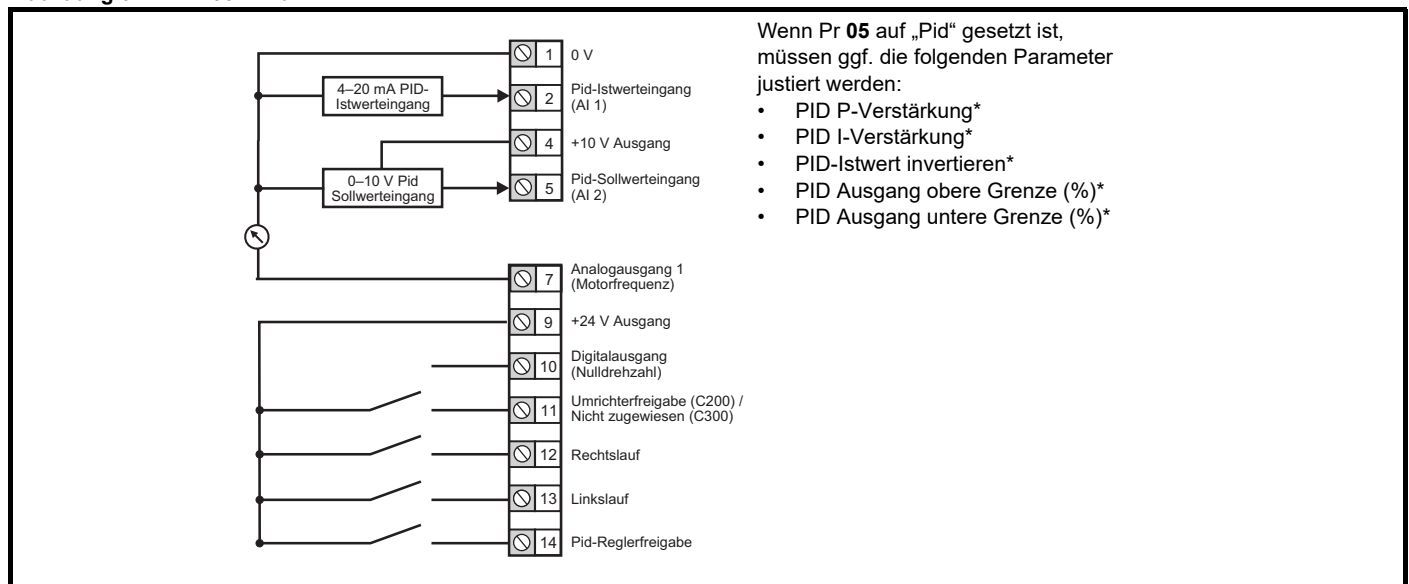 1 0 V
4–20 mA PID-
Istwerteingang
2 Pid-Istwerteingang
(AI 1)
4 +10 V Ausgang
0–10 V Pid
Sollwerteingang
5 Pid-Sollwerteingang
(AI 2)
7 Analogausgang 1
(Motorfrequenz)
9 +24 V Ausgang
10 Digitalausgang
(Nulldrehzahl)
11 Umrichterfreigabe (C200) /
Nicht zugewiesen (C300)
12 Rechtslauf
13 Linkslauf
14 Pid-Reglerfreigabe
Wenn Pr 05 auf „Pid“ gesetzt ist,
müssen ggf. die folgenden Parameter
justiert werden:
• PID P-Verstärkung*
• PID I-Verstärkung*
• PID-Istwert invertieren*
• PID Ausgang obere Grenze (%)*
• PID Ausgang untere Grenze (%)*